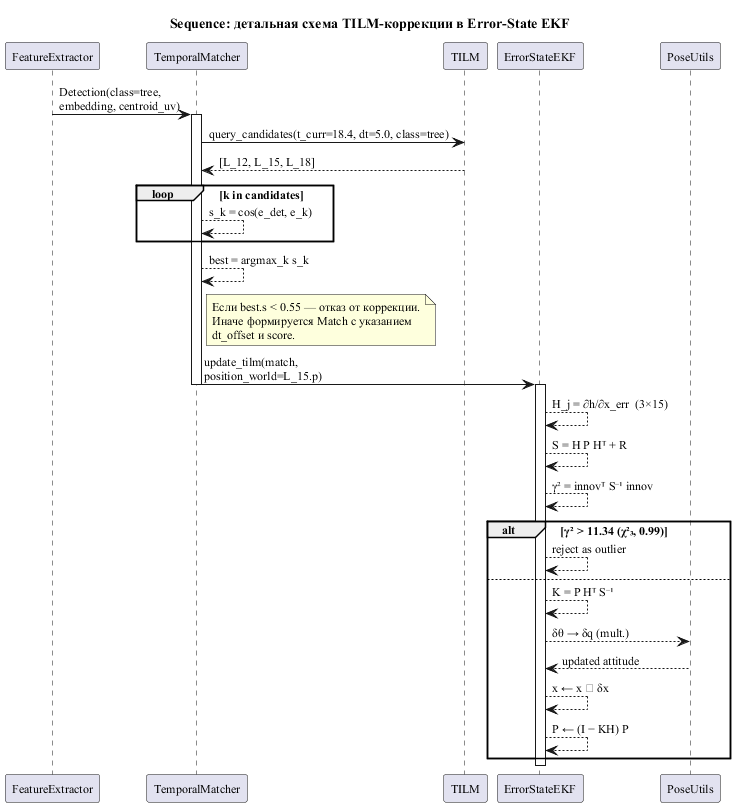 Sequence: детальная схема TILM-коррекции в Error-State EKF
FeatureExtractor
TemporalMatcher
TILM
ErrorStateEKF
PoseUtils
Detection(class=tree,
embedding, centroid_uv)
query_candidates(t_curr=18.4, dt=5.0, class=tree)
[L_12, L_15, L_18]
loop
[k in candidates]
s_k = cos(e_det, e_k)
best = argmax_k s_k
Если best.s < 0.55 — отказ от коррекции.
Иначе формируется Match с указанием
dt_offset и score.
update_tilm(match,
position_world=L_15.p)
H_j = ∂h/∂x_err (3×15)
S = H P Hᵀ + R
γ² = innovᵀ S⁻¹ innov
alt
[γ² > 11.34 (χ²₃, 0.99)]
reject as outlier
K = P Hᵀ S⁻¹
δθ → δq (mult.)
updated attitude
x ← x □ δx
P ← (I − KH) P
FeatureExtractor
TemporalMatcher
TILM
ErrorStateEKF
PoseUtils